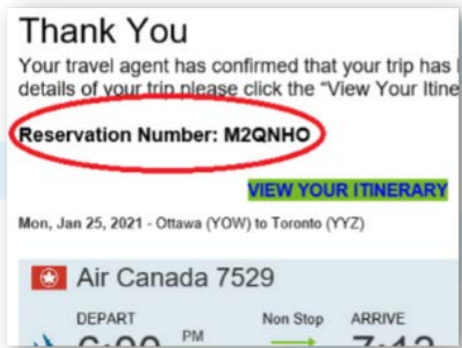 Thank You
Your travel agent has confirmed that your trip has
details of your trip please click the "View Your Itine
Reservation Number: M2QNHO
VIEW YOUR ITINERARY
Mon, Jan 25, 2021 - Ottawa (YOW) to Toronto (YYZ)
Air Canada 7529
DEPART Non Stop ARRIVE
PM